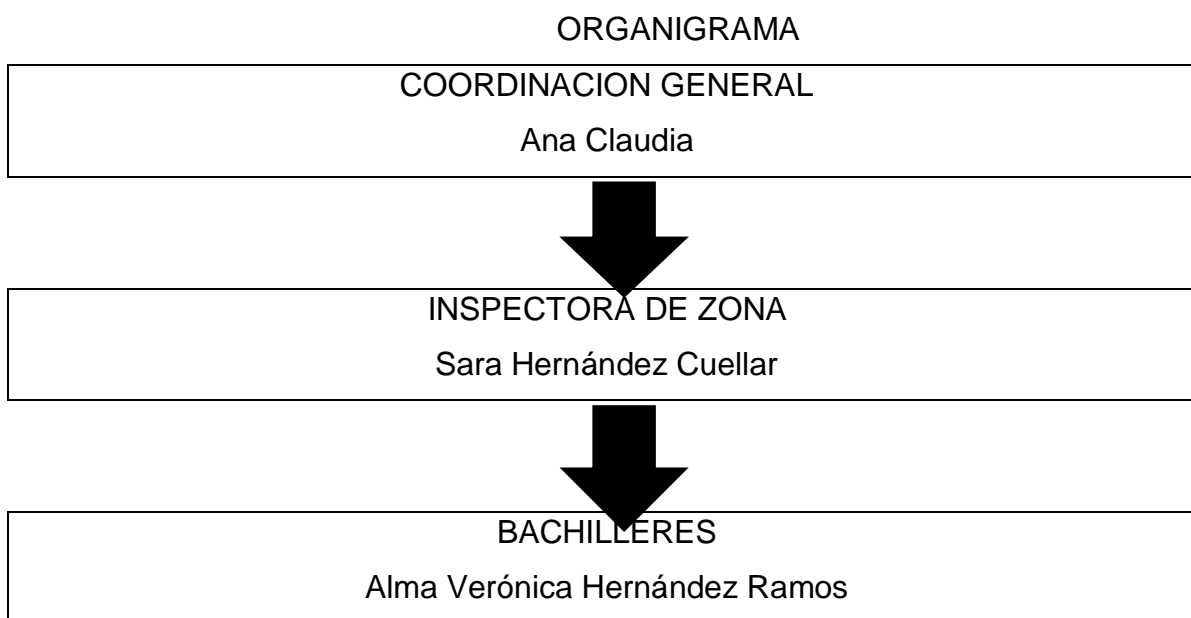 ORGANIGRAMA
COORDINACION GENERAL
Ana Claudia
INSPECTORA DE ZONA
Sara Hernández Cuellar
BACHILLERES
Alma Verónica Hernández Ramos